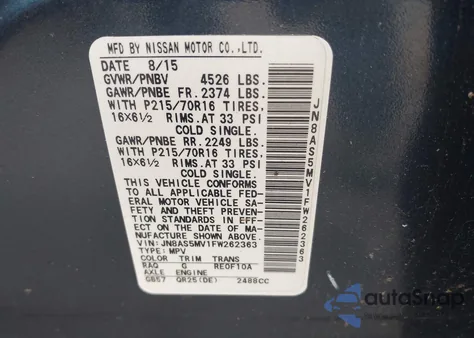 MFD BY NISSAN MOTOR CO.,LTD.
DATE 8/15
GVWR/PNBV 4526 LBS.
GAWR/PNBE FR. 2374 LBS.
WITH P215/70R16 TIRES,
16X6½ RIMS.AT 33 PSI
COLD SINGLE.
GAWR/PNBE RR. 2249 LBS.
WITH P215/70R16 TIRES,
16X6½ RIMS.AT 33 PSI
COLD SINGLE.
THIS VEHICLE CONFORMS
TO ALL APPLICABLE FED-
ERAL MOTOR VEHICLE SA-
FETY AND THEFT PREVEN-
TION STANDARDS IN EFF-
ECT ON THE DATE OF MA-
NUFACTURE SHOWN ABOVE.
VIN:JN8AS5MV1FW262363
TYPE:MPV
COLOR TRIM TRANS
RAQ G RE0F10A
AXLE ENGINE
GB57 QR25(DE) 2488CC
JN8AS5MV1FW262363
autoSnap